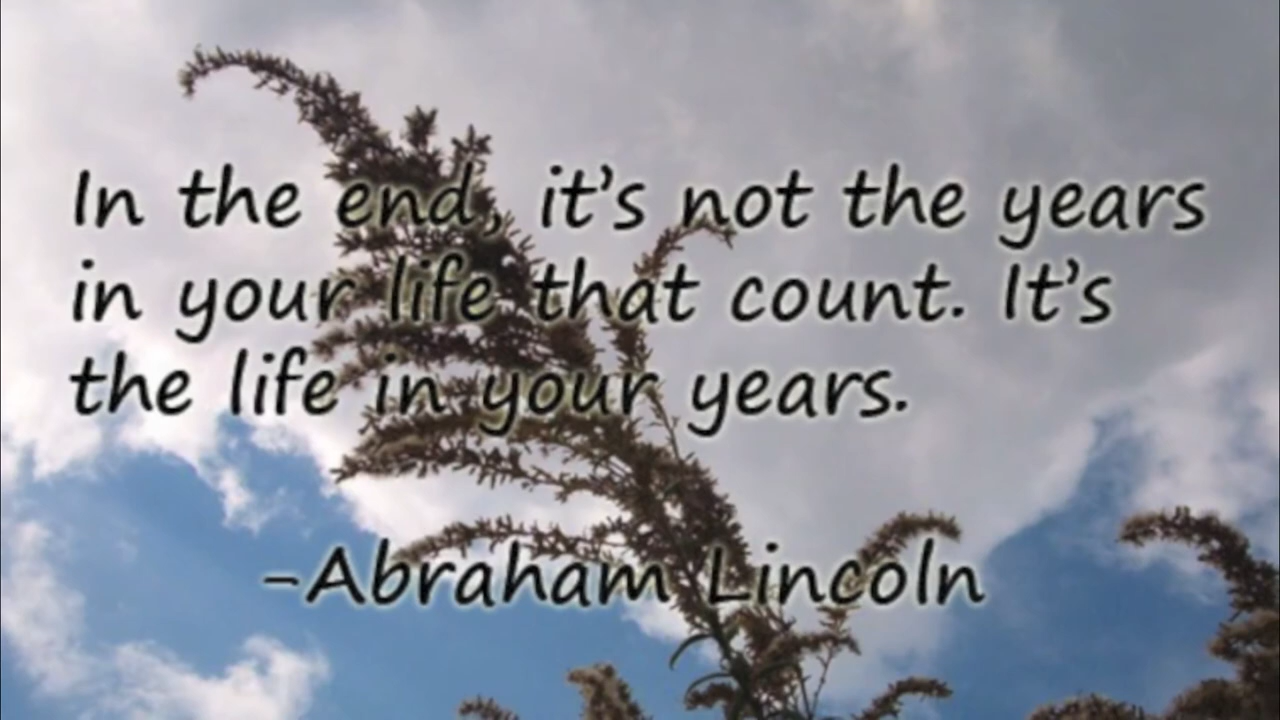 In the end, it’s not the years
in your life that count. It’s
the life in your years.
-Abraham Lincoln